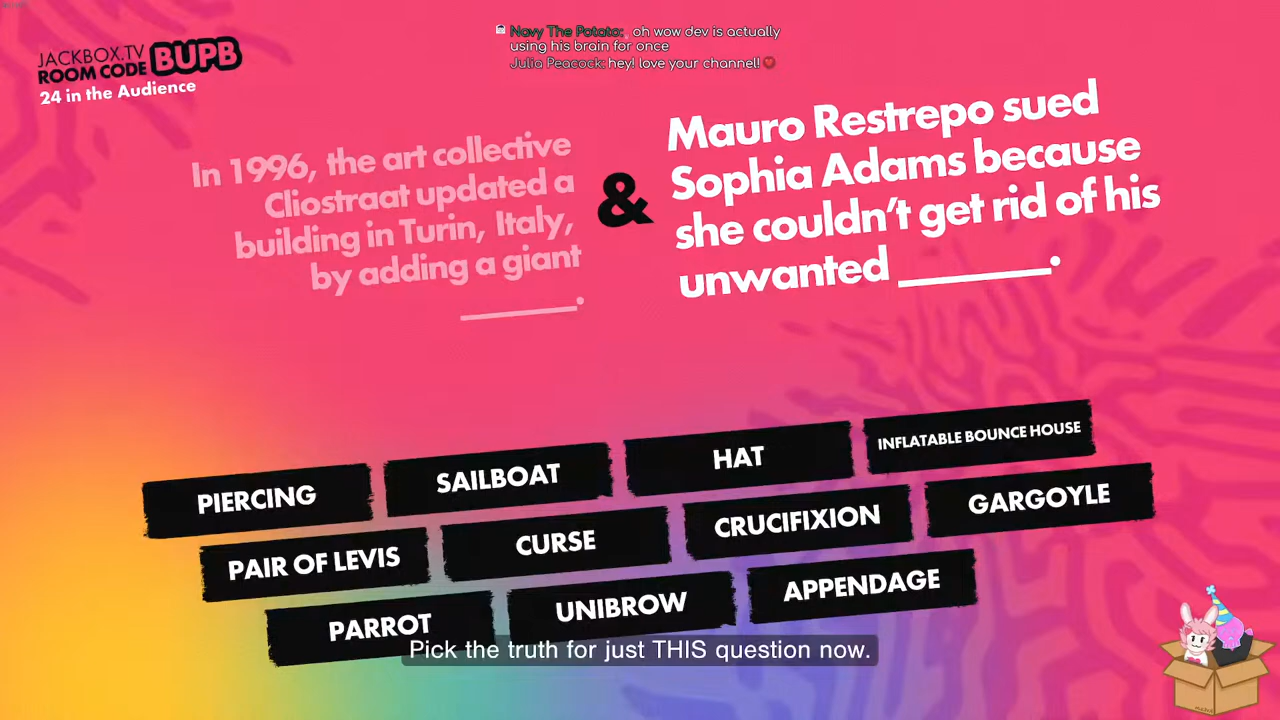 JACKBOX.TV
ROOM CODE BUPB
24 in the Audience
Navy The Potato: oh wow dev is actually
using his brain for once
Julia Peacock: hey! love your channel!
In 1996, the art collective
Cliostraat updated a
building in Turin, Italy,
by adding a giant
________.
&
Mauro Restrepo sued
Sophia Adams because
she couldn't get rid of his
unwanted ________.
PIERCING
SAILBOAT
HAT
INFLATABLE BOUNCE HOUSE
PAIR OF LEVIS
CURSE
CRUCIFIXION
GARGOYLE
PARROT
UNIBROW
APPENDAGE
Pick the truth for just THIS question now.